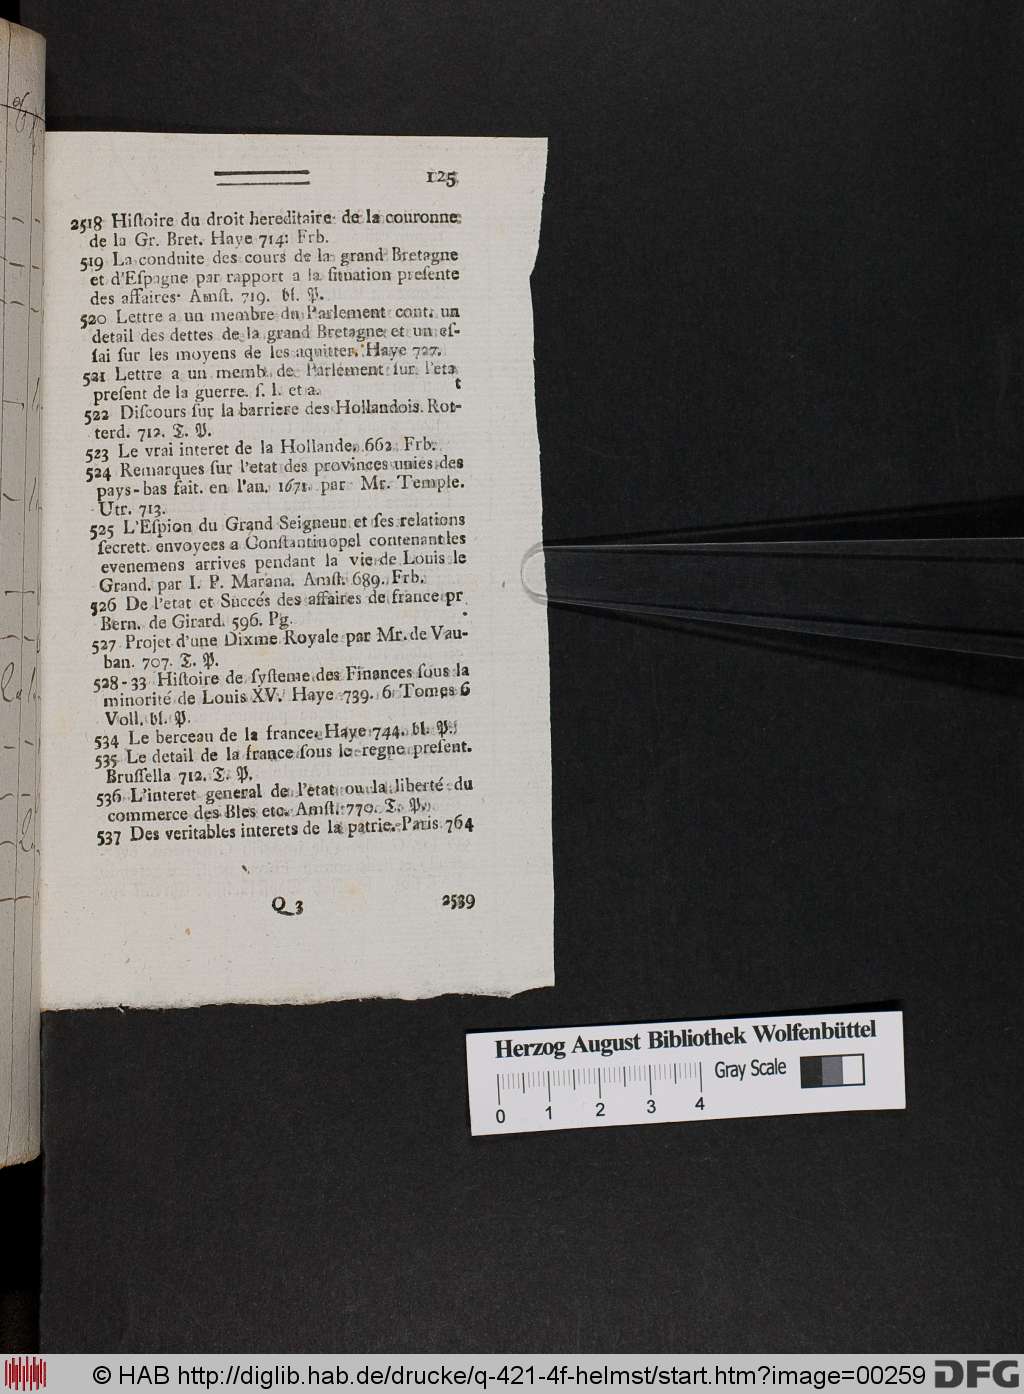 125
2518 Hiſtoire du droit hereditaire de la couronne
de la Gr. Bret. Haye 714: Frb.
519 La conduite des cours de la grand Bretagne
et d'Eſpagne par rapport a la ſituation preſente
des affaires Amſt. 719. bl. P.
520 Lettre a un membre du Parlement cont. un
detail des dettes de la grand Bretagne et un eſ-
ſai ſur les moyens de les aquitter. Haye 727.
521 Lettre a un memb. de Parlement ſur l'eta
t
preſent de la guerre. ſ. l. et a.
522 Diſcours ſur la barriere des Hollandois. Rot-
terd. 712. T. P.
523 Le vrai interet de la Hollande. 662. Frb.
524 Remarques ſur l'etat des provinces unies des
pays-bas fait. en l'an. 1671. par Mr. Temple.
Utr. 713.
525 L'Eſpion du Grand Seigneur et ſes relations
ſecrett. envoyees a Conſtantinopel contenant les
evenemens arrives pendant la vie de Louis le
Grand. par I. P. Marana. Amſt. 689. Frb.
526 De l'etat et Succés des affaires de france pr
Bern. de Girard. 596. Pg.
527 Projet d'une Dixme Royale par Mr. de Vau-
ban. 707. T. P.
528-33 Hiſtoire de ſyſteme des Finances ſous la
minorité de Louis XV. Haye 739. 6 Tomes 6
Voll. bl. P.
534 Le berceau de la france. Haye 744. bl. P.
535 Le detail de la france ſous le regne preſent.
Bruſſella 712. T. P.
536 L'interet general de l'etat ou la liberté du
commerce des Bles etc. Amſt. 770. T. P.
537 Des veritables interets de la patrie. Paris 764
Q 3
2539
Herzog August Bibliothek Wolfenbüttel
Gray Scale
0 1 2 3 4
© HAB http://diglib.hab.de/drucke/q-421-4f-helmst/start.htm?image=00259
DFG